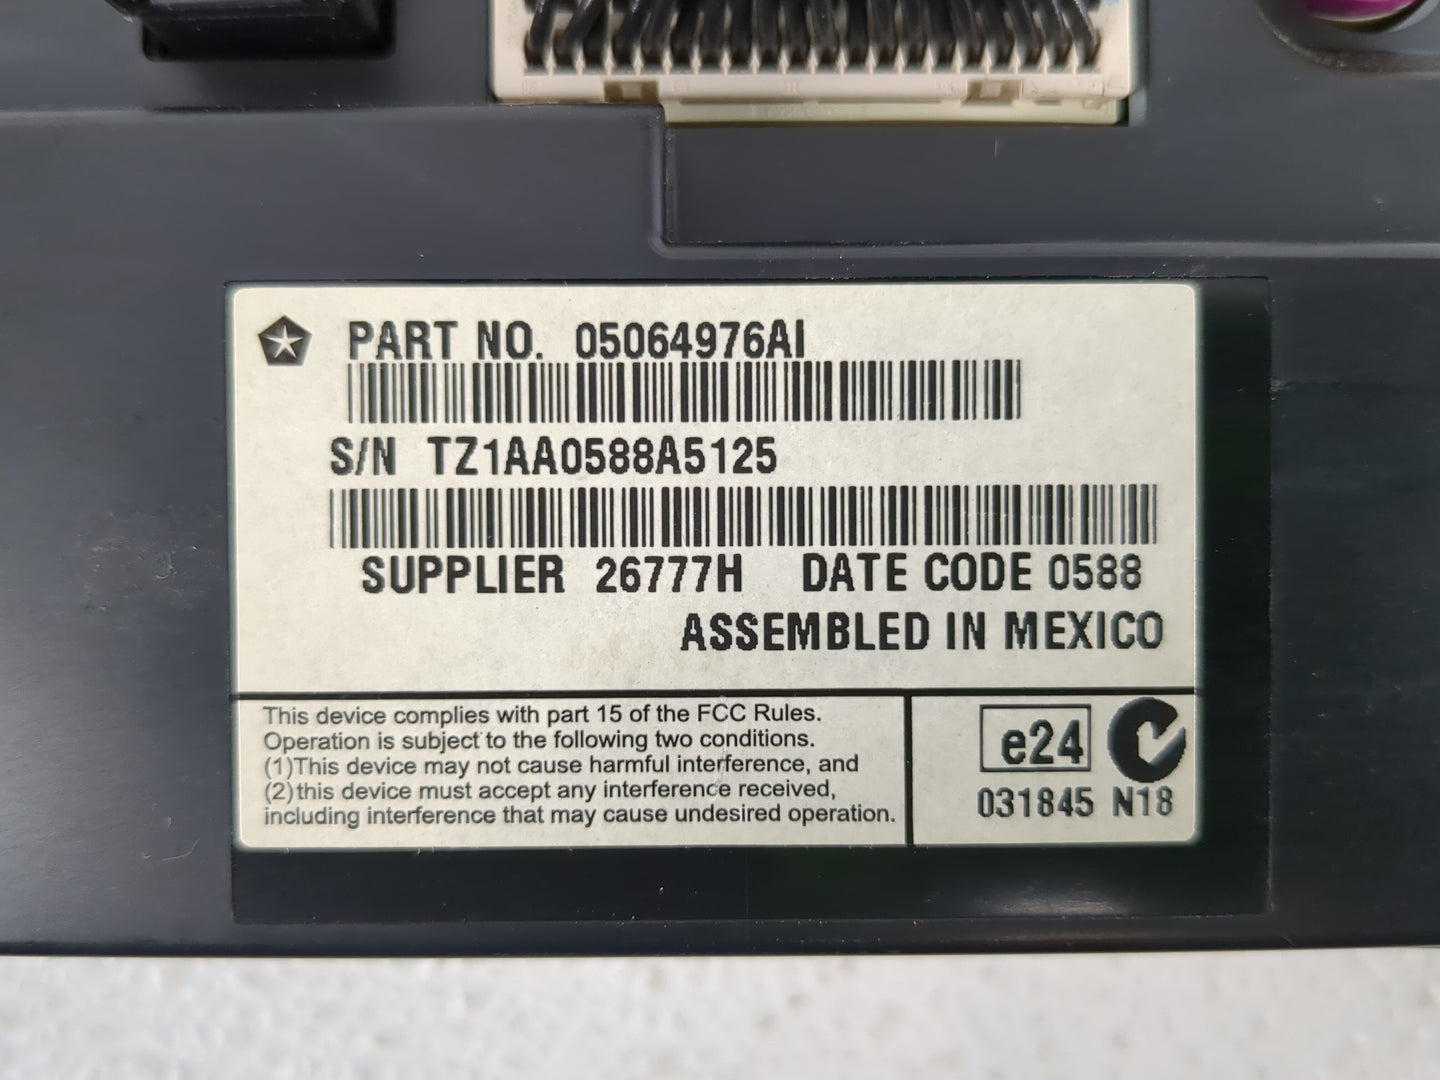 PART NO. 05064976AI
S/N TZ1AA0588A5125
SUPPLIER 26777H DATE CODE 0588
ASSEMBLED IN MEXICO
This device complies with part 15 of the FCC Rules.
Operation is subject to the following two conditions.
(1)This device may not cause harmful interference, and
(2)this device must accept any interference received,
including interference that may cause undesired operation.
e24
031845 N18